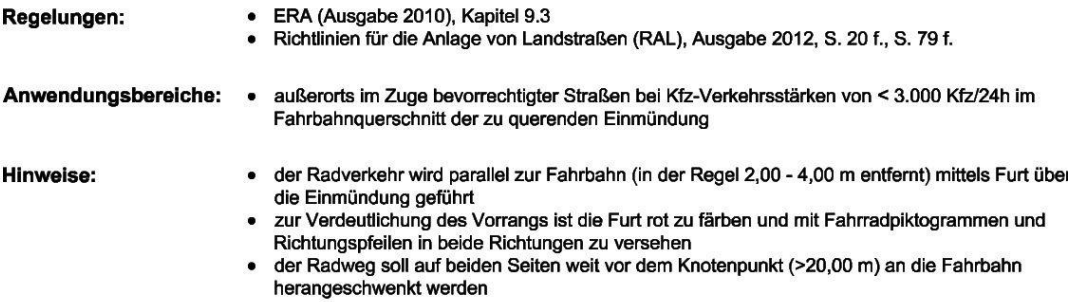 Regelungen: • ERA (Ausgabe 2010), Kapitel 9.3
• Richtlinien für die Anlage von Landstraßen (RAL), Ausgabe 2012, S. 20 f., S. 79 f.
Anwendungsbereiche: • außerorts im Zuge bevorrechtigter Straßen bei Kfz-Verkehrsstärken von < 3.000 Kfz/24h im
Fahrbahnquerschnitt der zu querenden Einmündung
Hinweise: • der Radverkehr wird parallel zur Fahrbahn (in der Regel 2,00 - 4,00 m entfernt) mittels Furt über
die Einmündung geführt
• zur Verdeutlichung des Vorrangs ist die Furt rot zu färben und mit Fahrradpiktogrammen und
Richtungspfeilen in beide Richtungen zu versehen
• der Radweg soll auf beiden Seiten weit vor dem Knotenpunkt (>20,00 m) an die Fahrbahn
herangeschwenkt werden